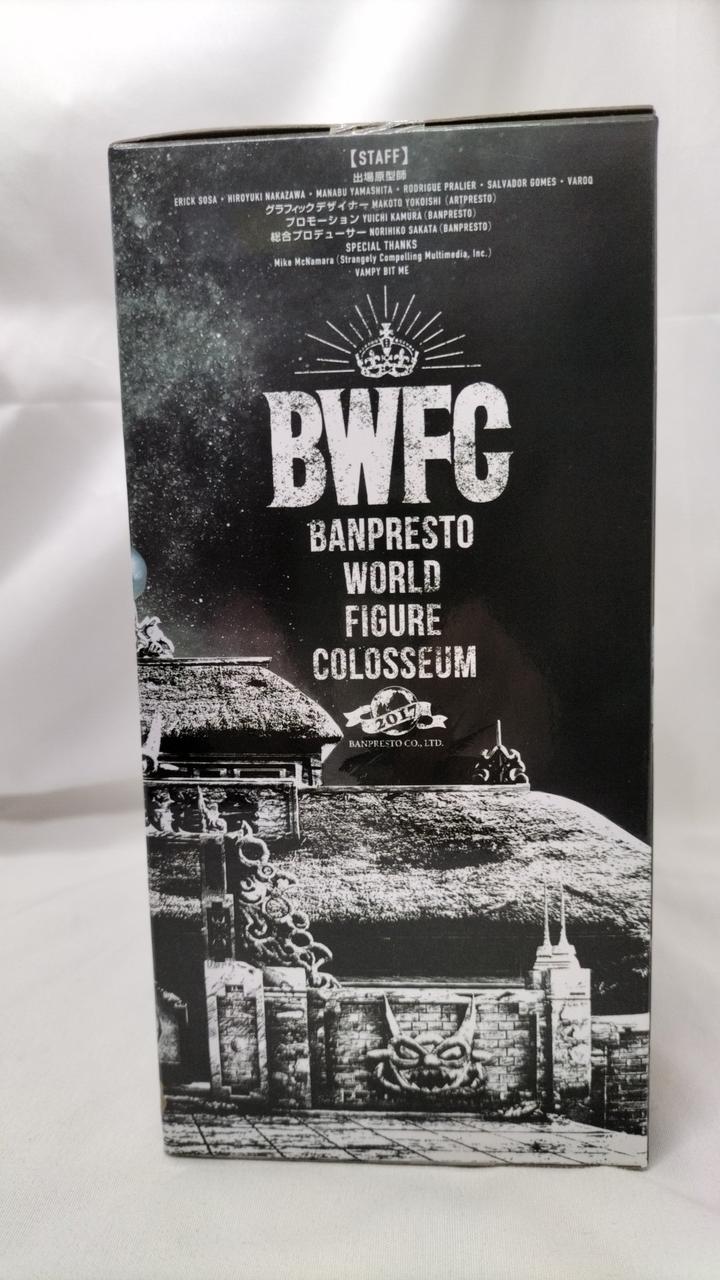 【STAFF】
出場原型師
ERICK SOSA・HIROYUKI NAKAZAWA・MANABU YAMASHITA・RODRIGUE PRALIER・SALVADOR GOMES・VAROQ
グラフィックデザイナー MAKOTO YOKOISHI (ARTPRESTO)
プロモーション YUICHI KAMURA (BANPRESTO)
総合プロデューサー NORIHIKO SAKATA (BANPRESTO)
SPECIAL THANKS
Mike McNamara (Strangely Compelling Multimedia, Inc.)
VAMPY BIT ME
BWFC
BANPRESTO
WORLD
FIGURE
COLOSSEUM
2017
BANPRESTO CO., LTD.